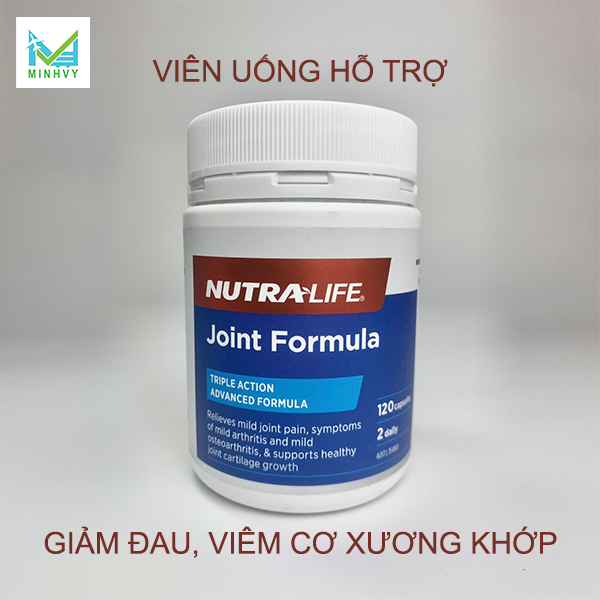 MINHVY
VIÊN UỐNG HỖ TRỢ
NUTRA-LIFE®
Joint Formula
TRIPLE ACTION
ADVANCED FORMULA
Relieves mild joint pain, symptoms
of mild arthritis and mild
osteoarthritis, & supports healthy
joint cartilage growth
120 capsules
2 daily
GIẢM ĐAU, VIÊM CƠ XƯƠNG KHỚP